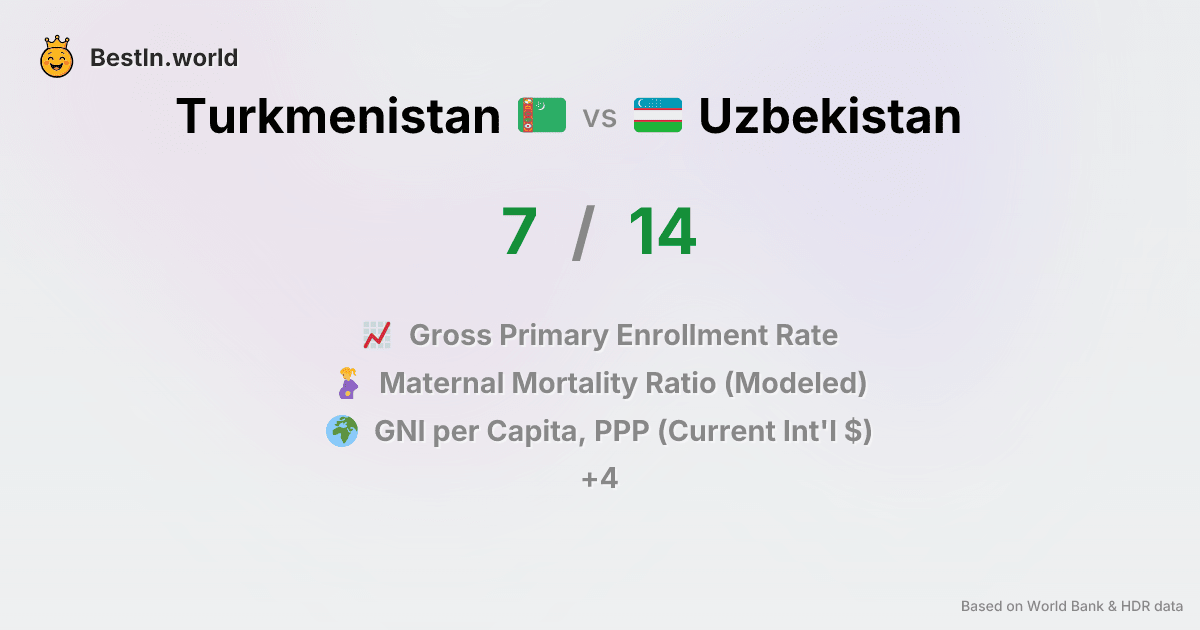 BestIn.world
Turkmenistan vs Uzbekistan
7 / 14
Gross Primary Enrollment Rate
Maternal Mortality Ratio (Modeled)
GNI per Capita, PPP (Current Int'l $)
+4
Based on World Bank & HDR data